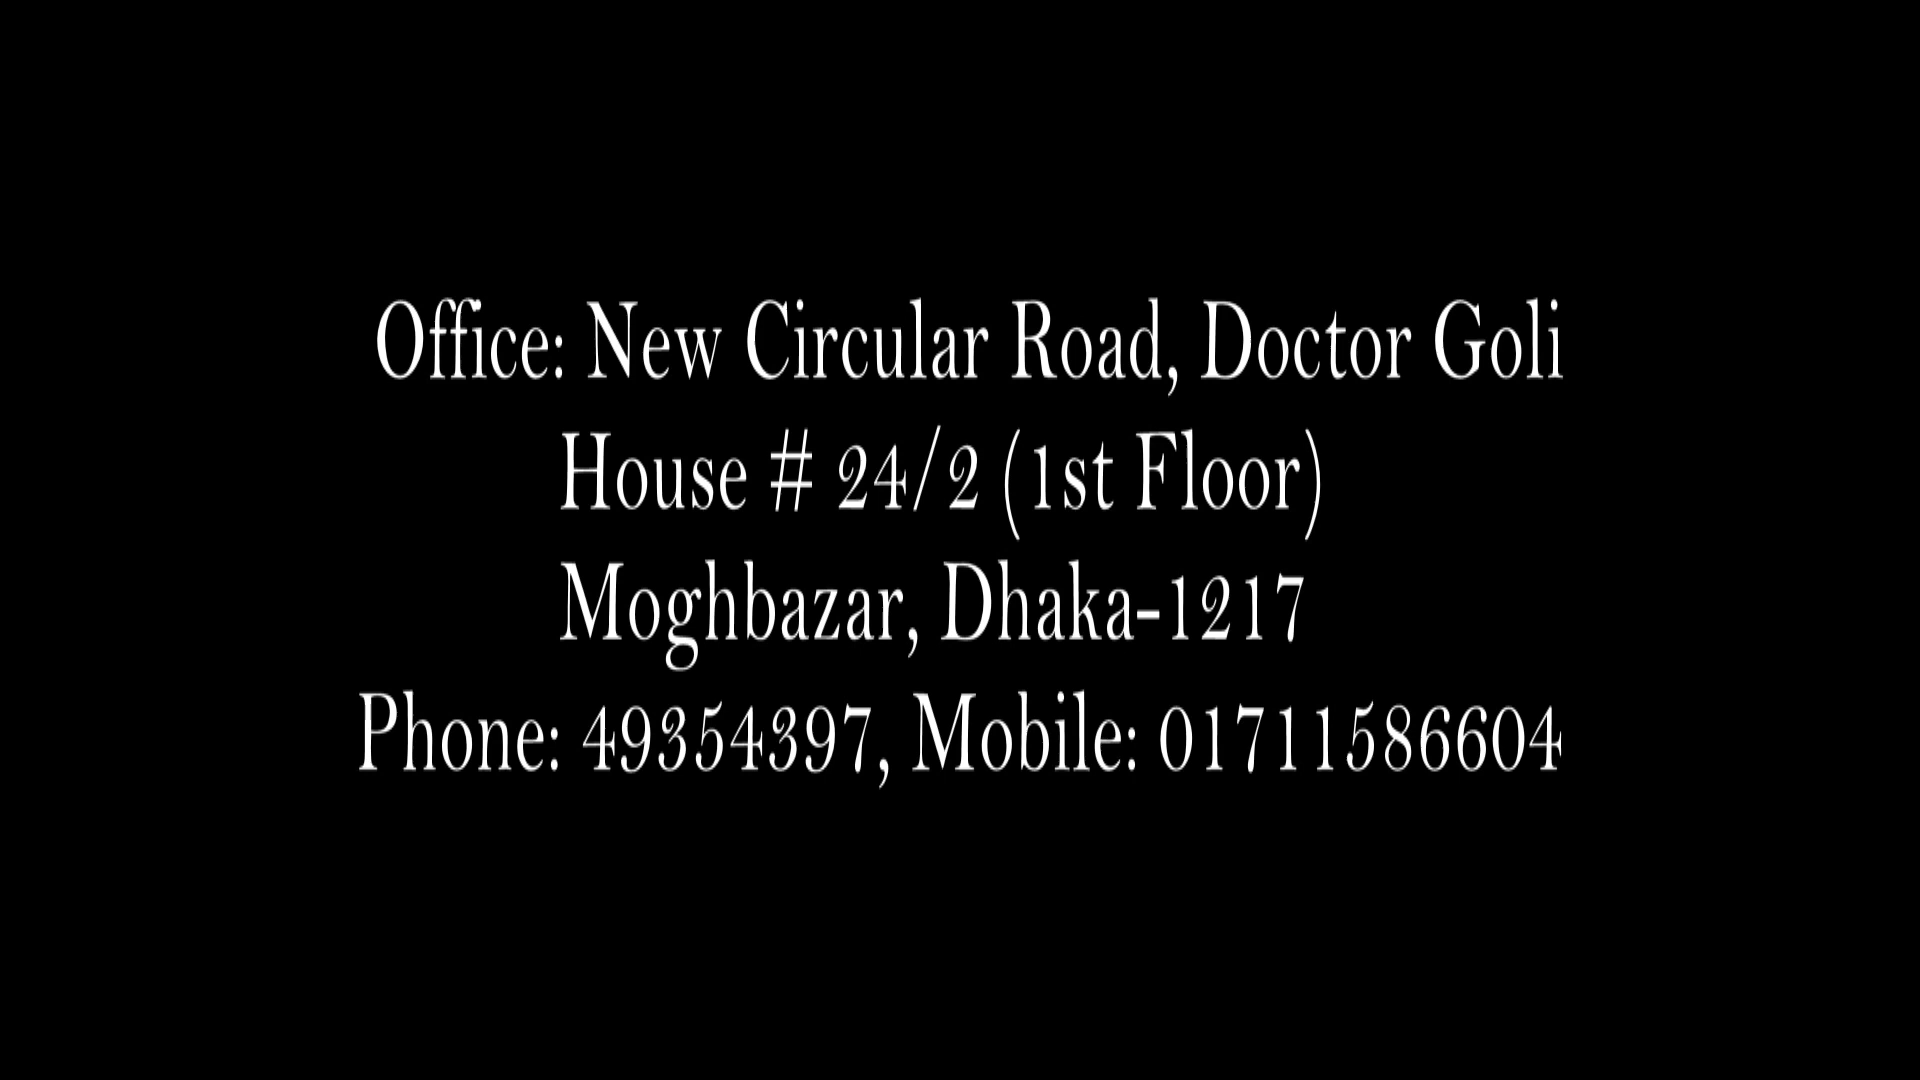 Office: New Circular Road, Doctor Goli
House # 24/2 (1st Floor)
Moghbazar, Dhaka-1217
Phone: 49354397, Mobile: 01711586604